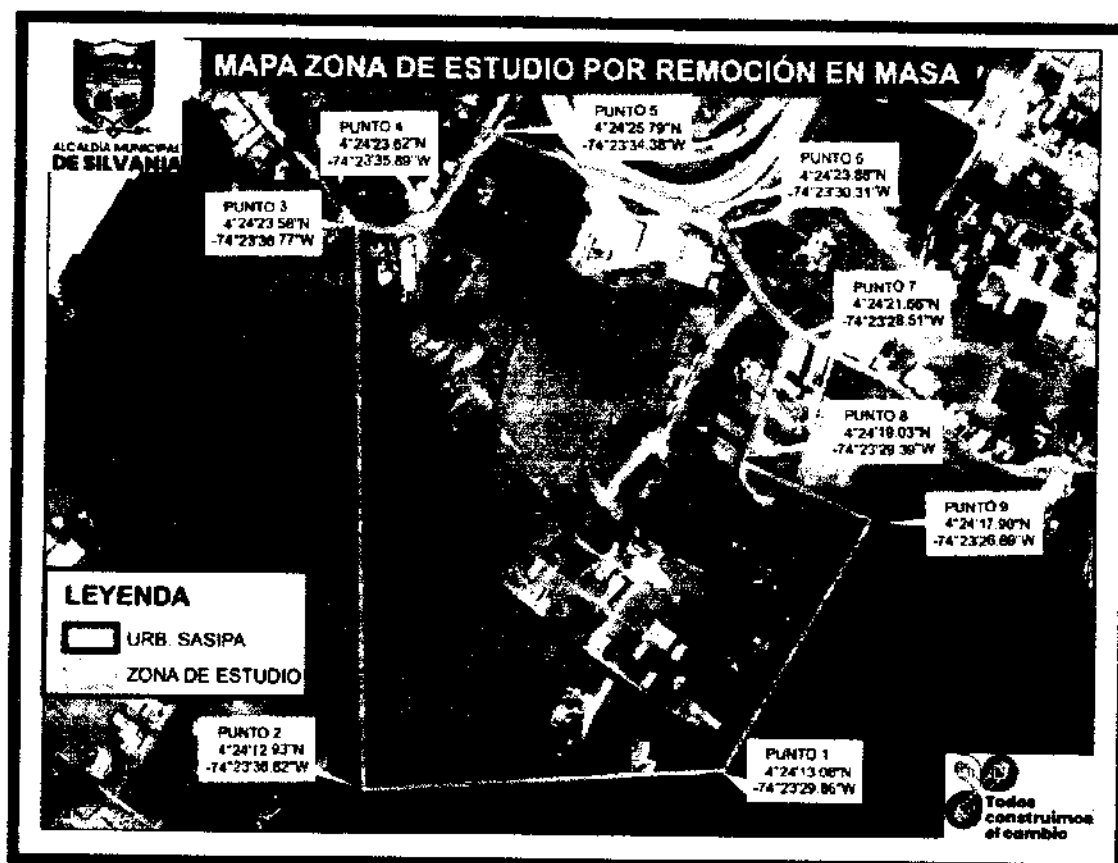 MAPA ZONA DE ESTUDIO POR REMOCIÓN EN MASA
ALCALDÍA MUNICIPAL
DE SILVANIA
PUNTO 4
4°24'23.62"N
-74°23'35.89"W
PUNTO 5
4°24'25.79"N
-74°23'34.38"W
PUNTO 6
4°24'23.88"N
-74°23'30.31"W
PUNTO 3
4°24'23.58"N
-74°23'36.77"W
PUNTO 7
4°24'21.66"N
-74°23'28.51"W
PUNTO 8
4°24'19.03"N
-74°23'29.39"W
PUNTO 9
4°24'17.90"N
-74°23'26.89"W
LEYENDA
URB. SASIPA
ZONA DE ESTUDIO
PUNTO 2
4°24'12.93"N
-74°23'36.62"W
PUNTO 1
4°24'13.06"N
-74°23'29.86"W
Todos
construimos
el cambio